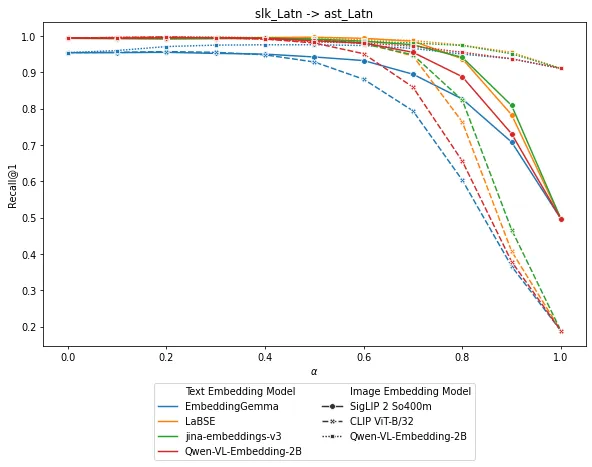 slk_Latn -> ast_Latn
Recall@1
1.0
0.9
0.8
0.7
0.6
0.5
0.4
0.3
0.2
0.0 0.2 0.4 0.6 0.8 1.0
α
Text Embedding Model Image Embedding Model
EmbeddingGemma SigLIP 2 So400m
LaBSE CLIP ViT-B/32
jina-embeddings-v3 Qwen-VL-Embedding-2B
Qwen-VL-Embedding-2B